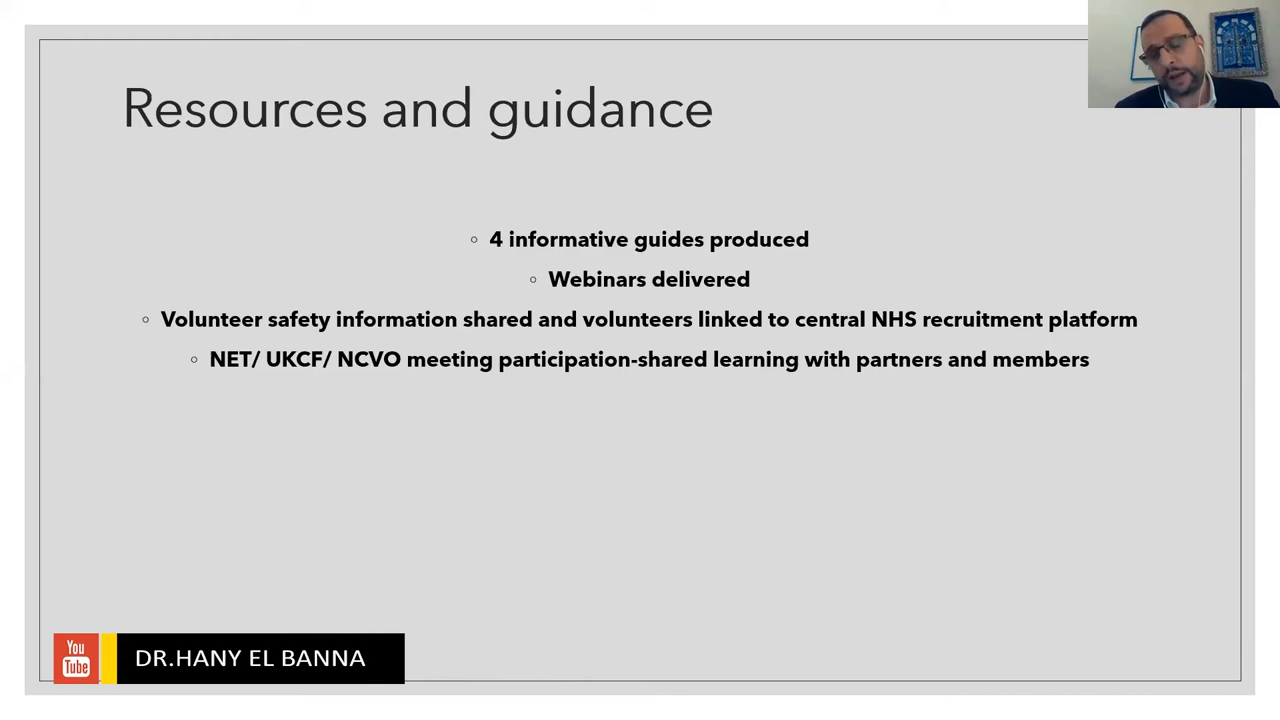 Resources and guidance
◦ 4 informative guides produced
◦ Webinars delivered
◦ Volunteer safety information shared and volunteers linked to central NHS recruitment platform
◦ NET/ UKCF/ NCVO meeting participation-shared learning with partners and members
You
Tube
DR.HANY EL BANNA